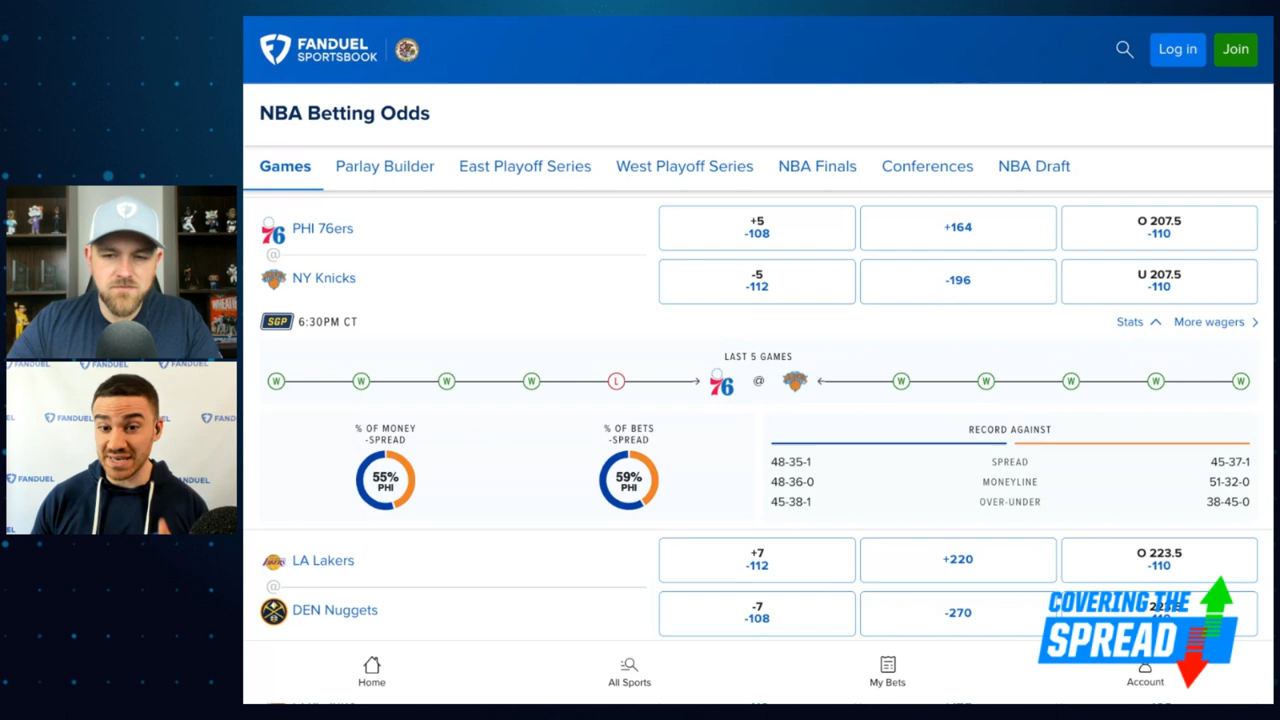 FANDUEL
SPORTSBOOK
Log in
Join
NBA Betting Odds
Games
Parlay Builder
East Playoff Series
West Playoff Series
NBA Finals
Conferences
NBA Draft
76
PHI 76ers
+5
-108
+164
O 207.5
-110
@
NY Knicks
-5
-112
-196
U 207.5
-110
SGP 6:30PM CT
Stats
More wagers
LAST 5 GAMES
W W W W L 76 @ W W W W W
% OF MONEY
-SPREAD
55%
PHI
% OF BETS
-SPREAD
59%
PHI
RECORD AGAINST
48-35-1 SPREAD 45-37-1
48-36-0 MONEYLINE 51-32-0
45-38-1 OVER-UNDER 38-45-0
LA Lakers
+7
-112
+220
O 223.5
-110
@
DEN Nuggets
-7
-108
-270
COVERING THE
SPREAD
Home
All Sports
My Bets
Account
FANDUEL
FANDUEL
FANDUEL
FANDUEL
FANDUEL